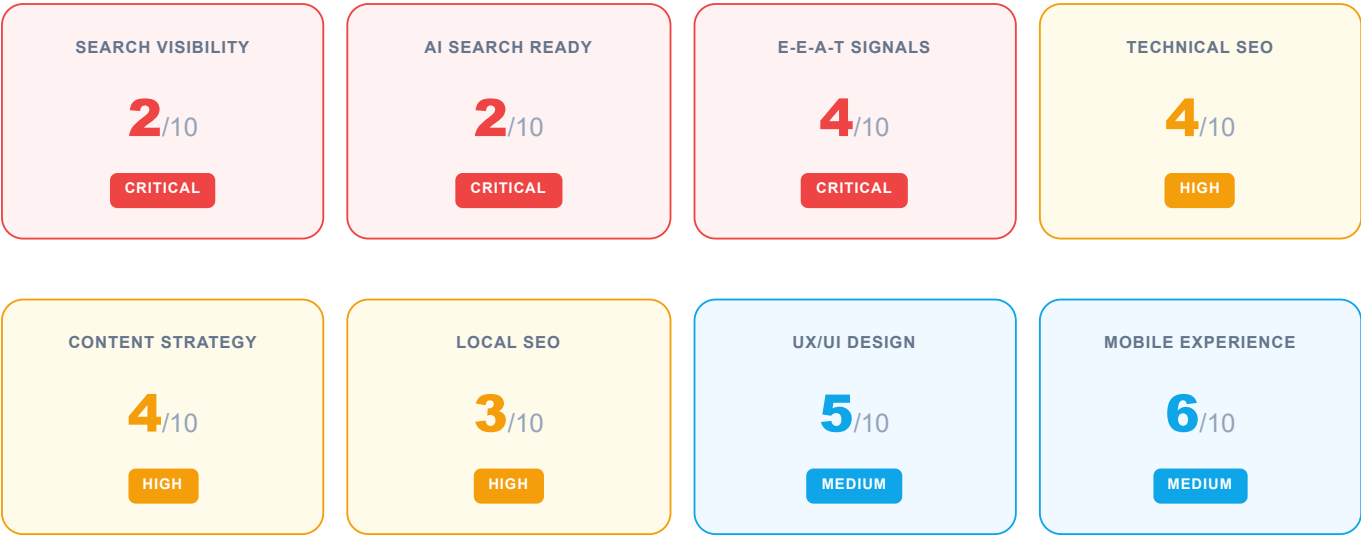 SEARCH VISIBILITY
2/10
CRITICAL
AI SEARCH READY
2/10
CRITICAL
E-E-A-T SIGNALS
4/10
CRITICAL
TECHNICAL SEO
4/10
HIGH
CONTENT STRATEGY
4/10
HIGH
LOCAL SEO
3/10
HIGH
UX/UI DESIGN
5/10
MEDIUM
MOBILE EXPERIENCE
6/10
MEDIUM